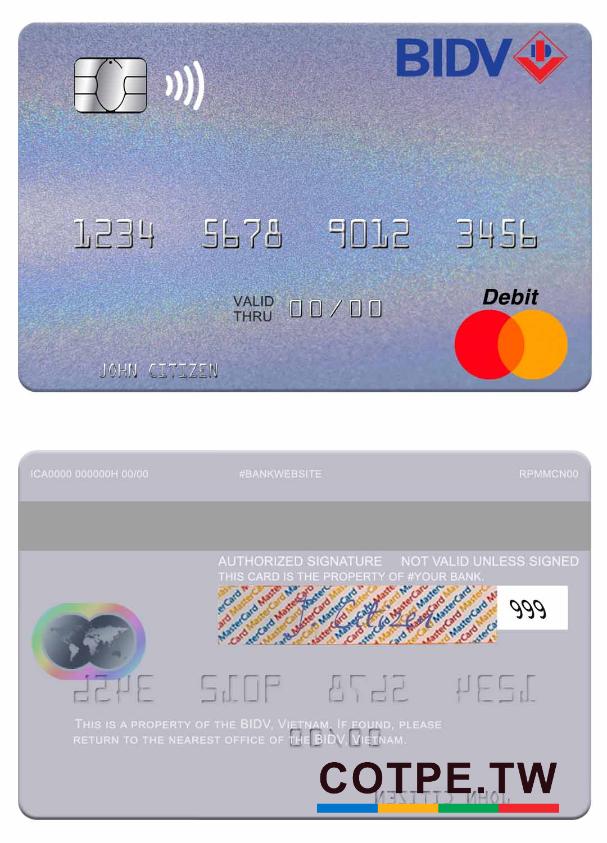 BIDV
1234 5678 9012 3456
Debit
VALID THRU 00/00
JOHN CITIZEN
ICA0000 000000H 00/00 #BANKWEBSITE RPMMCN00
AUTHORIZED SIGNATURE NOT VALID UNLESS SIGNED
THIS CARD IS THE PROPERTY OF #YOUR BANK.
MasterCard
J. Citizen
999
THIS IS A PROPERTY OF THE BIDV, VIETNAM. IF FOUND, PLEASE
RETURN TO THE NEAREST OFFICE OF THE BIDV, VIETNAM.
COTPE.TW